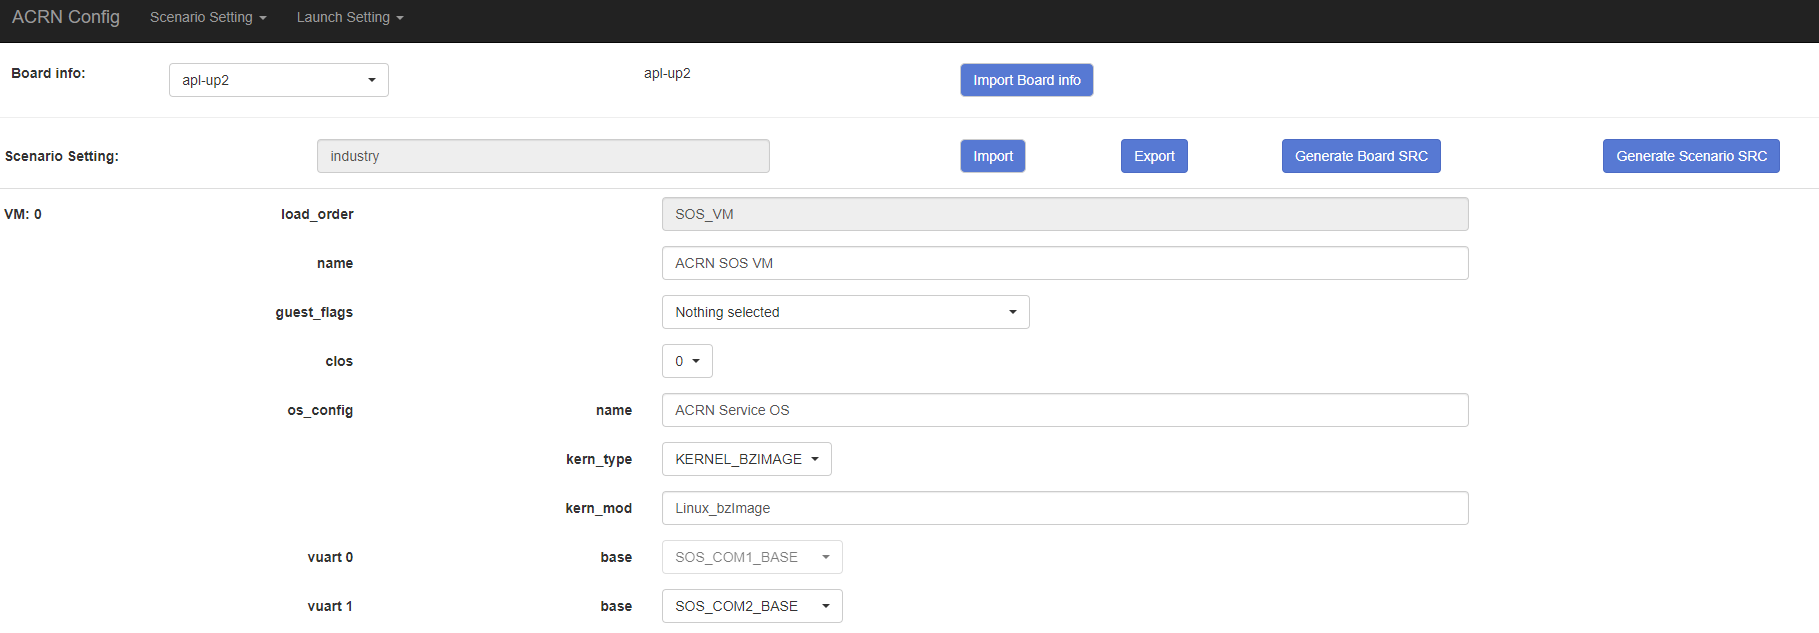 ACRN Config Scenario Setting Launch Setting
Board info: apl-up2 apl-up2 Import Board info
Scenario Setting: industry Import Export Generate Board SRC Generate Scenario SRC
VM: 0 load_order SOS_VM
name ACRN SOS VM
guest_flags Nothing selected
clos 0
os_config name ACRN Service OS
kern_type KERNEL_BZIMAGE
kern_mod Linux_bzImage
vuart 0 base SOS_COM1_BASE
vuart 1 base SOS_COM2_BASE